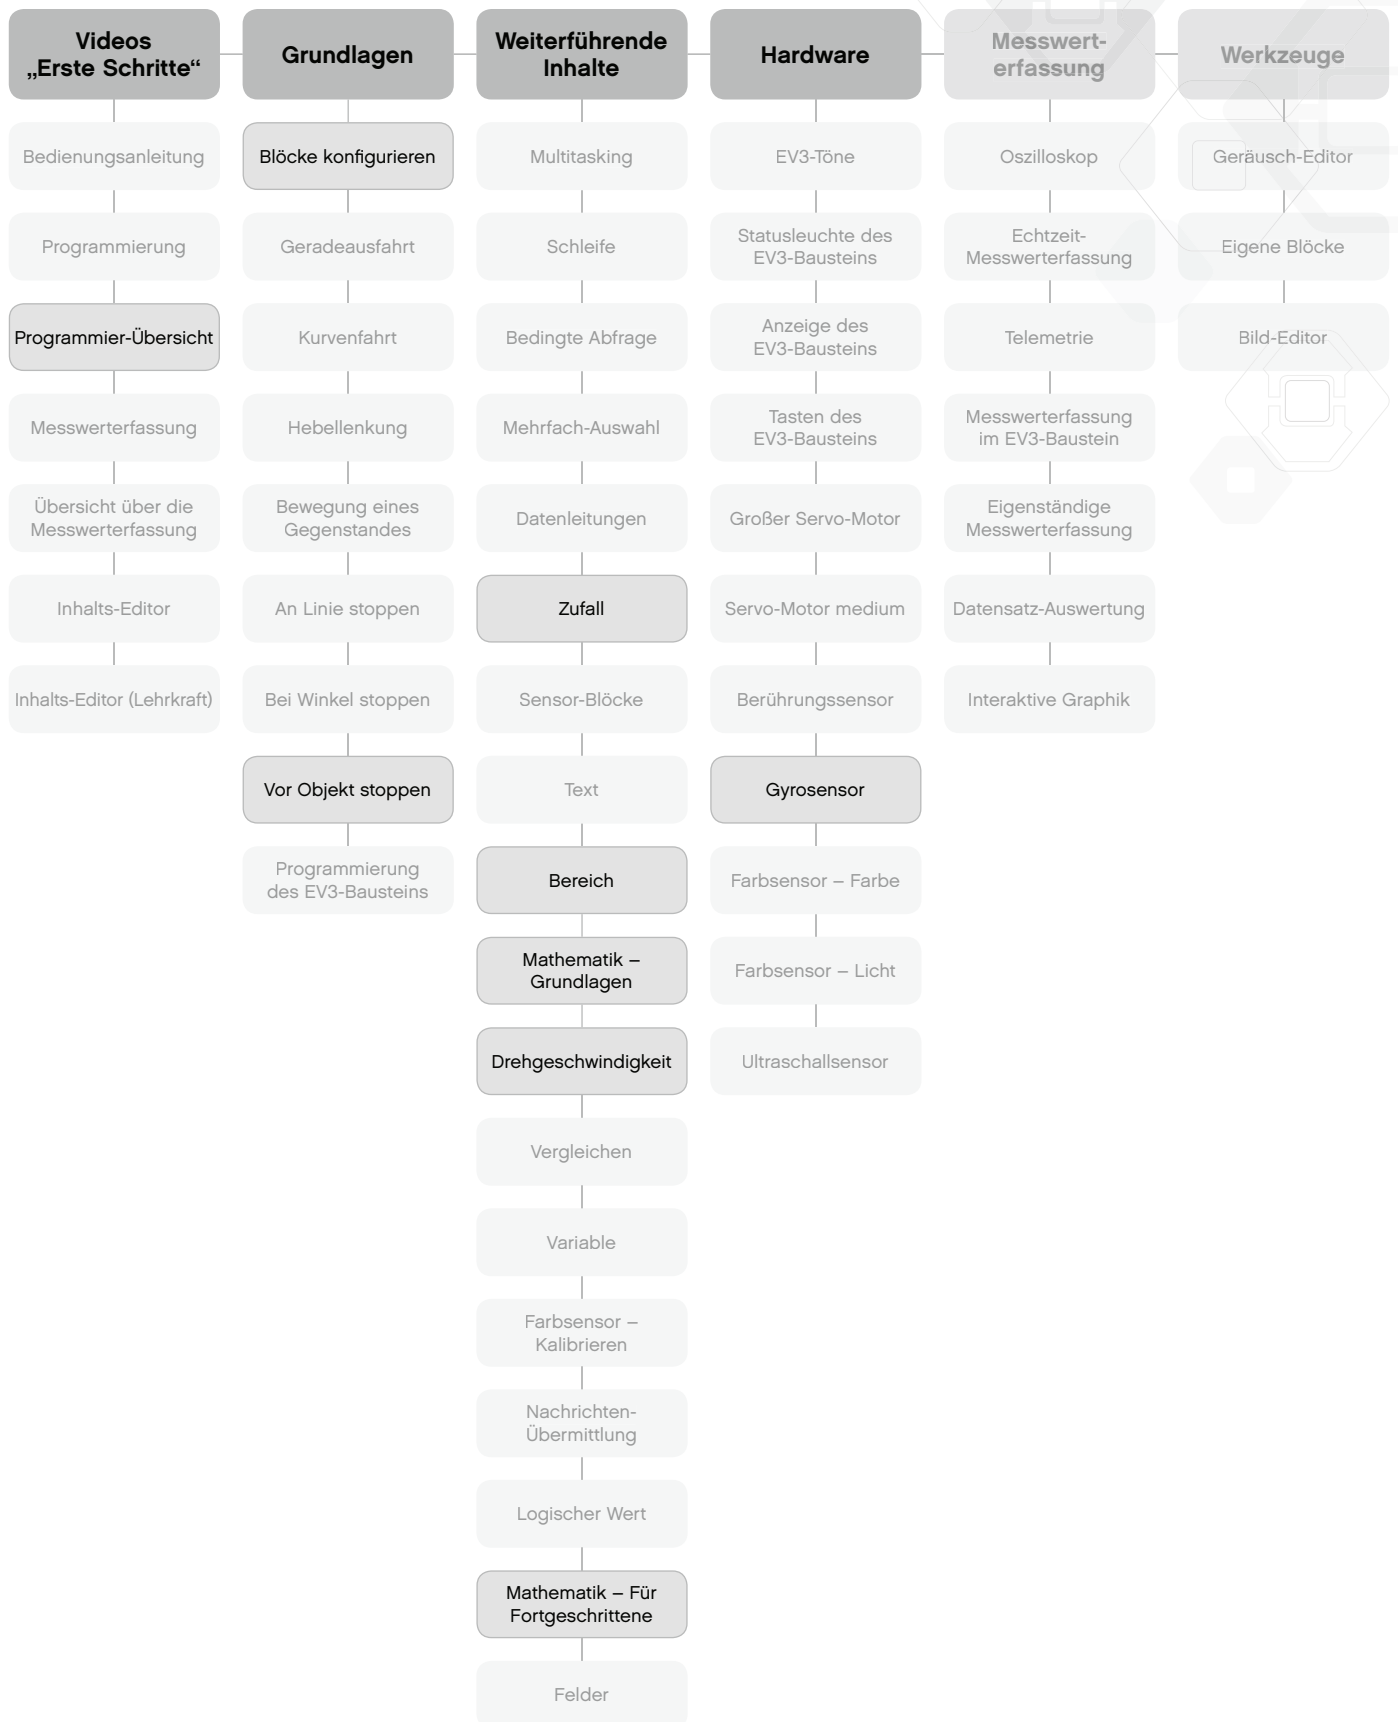 Videos
„Erste Schritte“
Bedienungsanleitung
Programmierung
Programmier-Übersicht
Messwerterfassung
Übersicht über die
Messwerterfassung
Inhalts-Editor
Inhalts-Editor (Lehrkraft)
Grundlagen
Blöcke konfigurieren
Geradeausfahrt
Kurvenfahrt
Hebellenkung
Bewegung eines
Gegenstandes
An Linie stoppen
Bei Winkel stoppen
Vor Objekt stoppen
Programmierung
des EV3-Bausteins
Weiterführende
Inhalte
Multitasking
Schleife
Bedingte Abfrage
Mehrfach-Auswahl
Datenleitungen
Zufall
Sensor-Blöcke
Text
Bereich
Mathematik –
Grundlagen
Drehgeschwindigkeit
Vergleichen
Variable
Farbsensor –
Kalibrieren
Nachrichten-
Übermittlung
Logischer Wert
Mathematik – Für
Fortgeschrittene
Felder
Hardware
EV3-Töne
Statusleuchte des
EV3-Bausteins
Anzeige des
EV3-Bausteins
Tasten des
EV3-Bausteins
Großer Servo-Motor
Servo-Motor medium
Berührungssensor
Gyrosensor
Farbsensor – Farbe
Farbsensor – Licht
Ultraschallsensor
Messwert-
erfassung
Oszilloskop
Echtzeit-
Messwerterfassung
Telemetrie
Messwerterfassung
im EV3-Baustein
Eigenständige
Messwerterfassung
Datensatz-Auswertung
Interaktive Graphik
Werkzeuge
Geräusch-Editor
Eigene Blöcke
Bild-Editor